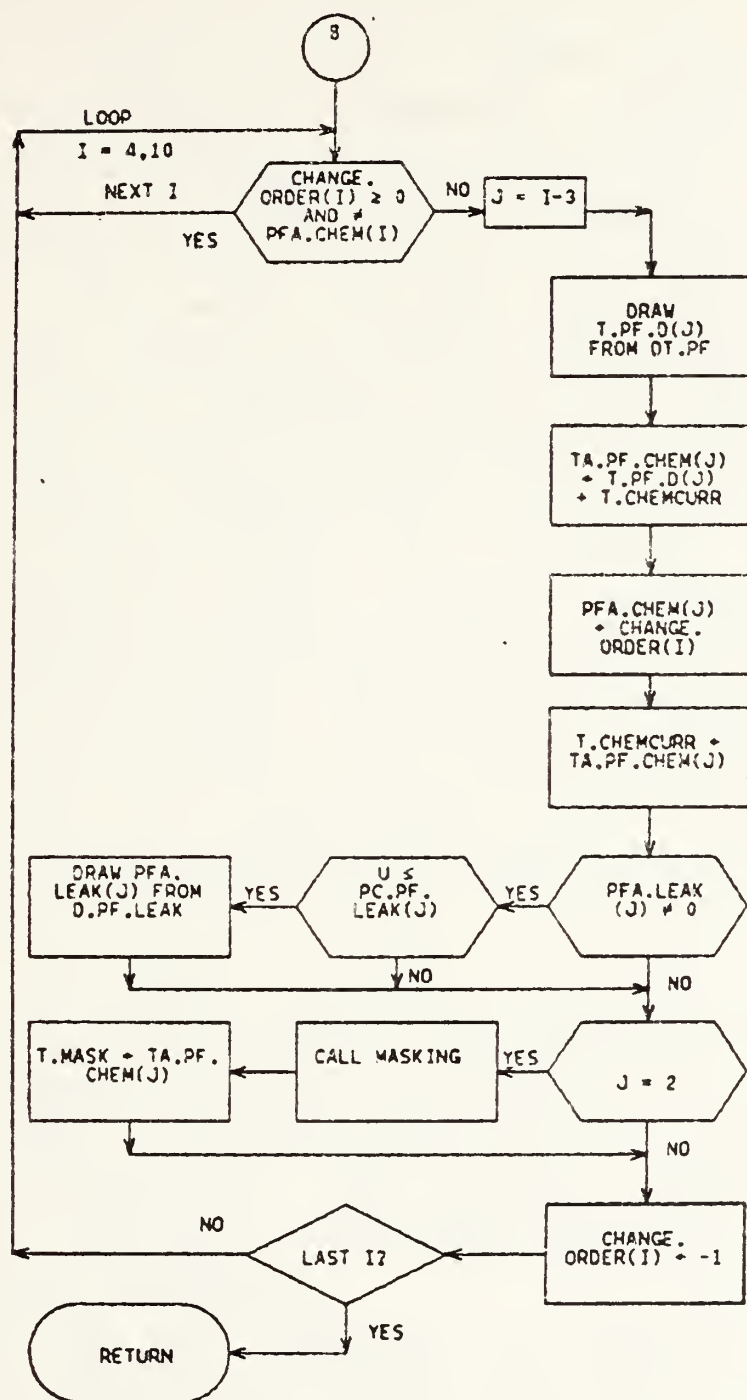 B
LOOP
I = 4,10
NEXT I
CHANGE.
ORDER(I) ≥ 0
AND ≠
PFA.CHEM(I)
YES
NO
J = I-3
DRAW
T.PF.D(J)
FROM DT.PF
TA.PF.CHEM(J)
← T.PF.D(J)
+ T.CHEMCURR
PFA.CHEM(J)
← CHANGE.
ORDER(I)
T.CHEMCURR ←
TA.PF.CHEM(J)
DRAW PFA.
LEAK(J) FROM
D.PF.LEAK
YES
U ≤
PC.PF.
LEAK(J)
YES
PFA.LEAK
(J) ≠ 0
NO
NO
T.MASK ← TA.PF.
CHEM(J)
CALL MASKING
YES
J = 2
NO
NO
LAST I?
CHANGE.
ORDER(I) ← -1
YES
RETURN